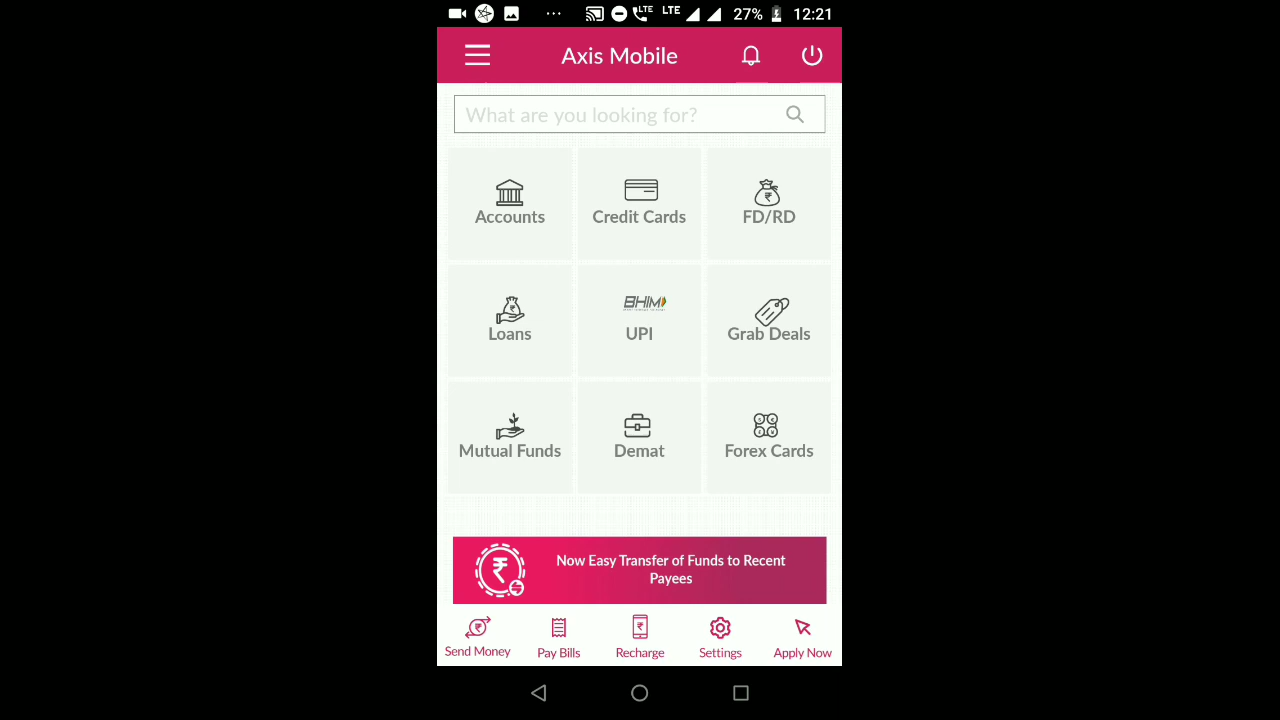 LTE LTE 27% 12:21
Axis Mobile
What are you looking for?
Accounts Credit Cards FD/RD
BHIM
Loans UPI Grab Deals
Mutual Funds Demat Forex Cards
Now Easy Transfer of Funds to Recent
Payees
Send Money Pay Bills Recharge Settings Apply Now